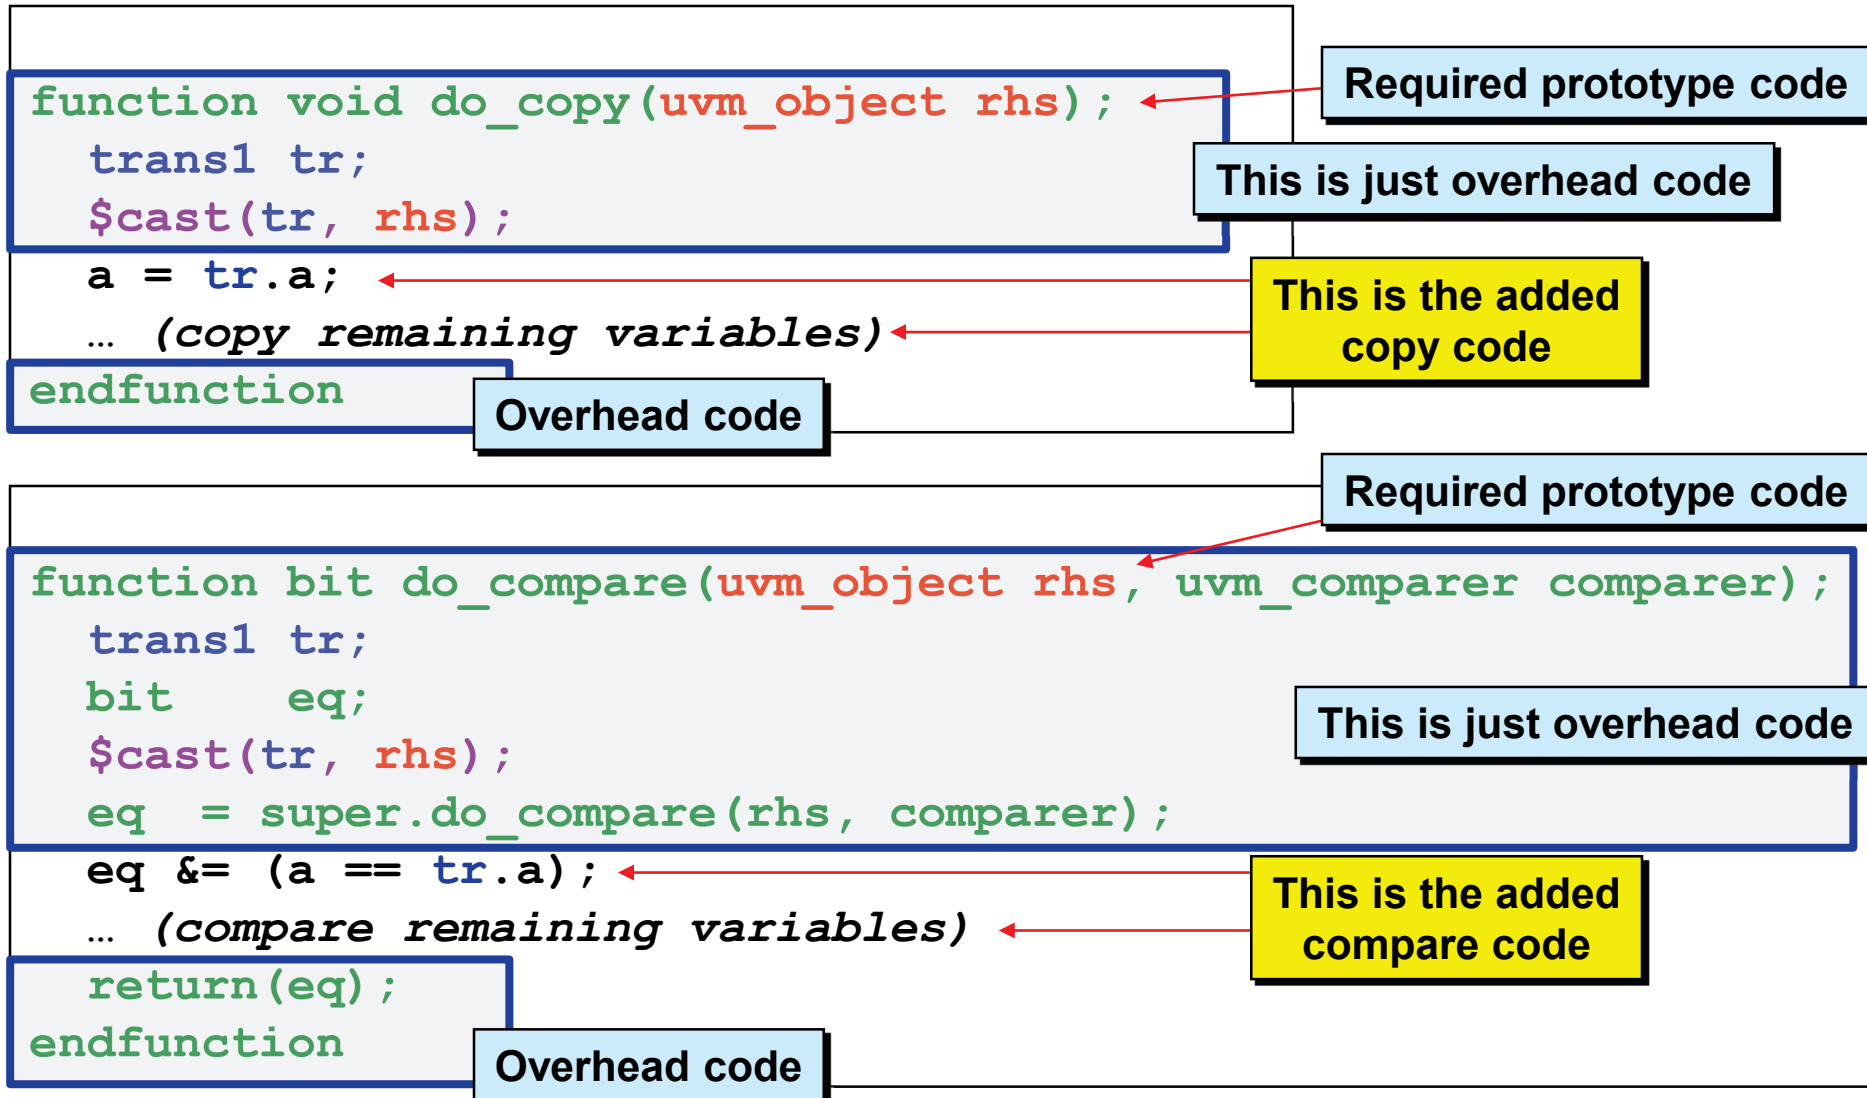 function void do_copy(uvm_object rhs);
Required prototype code
trans1 tr;
This is just overhead code
$cast(tr, rhs);
a = tr.a;
This is the added
copy code
… (copy remaining variables)
endfunction
Overhead code
Required prototype code
function bit do_compare(uvm_object rhs, uvm_comparer comparer);
trans1 tr;
bit eq;
This is just overhead code
$cast(tr, rhs);
eq = super.do_compare(rhs, comparer);
eq &= (a == tr.a);
This is the added
compare code
… (compare remaining variables)
return(eq);
endfunction
Overhead code